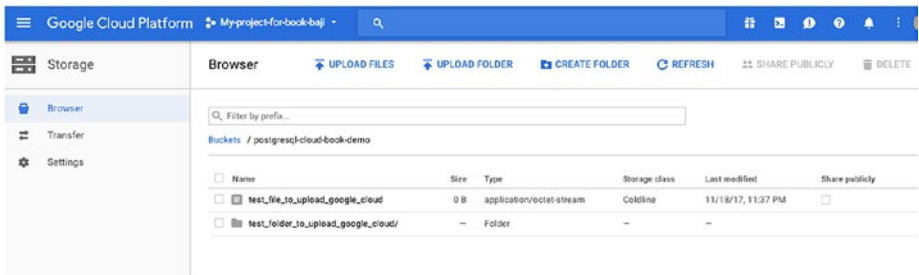 Google Cloud Platform My-project-for-book-baji
Storage
Browser UPLOAD FILES UPLOAD FOLDER CREATE FOLDER REFRESH SHARE PUBLICLY DELETE
Browser
Transfer
Settings
Filter by prefix...
Buckets / postgresql-cloud-book-demo
Name Size Type Storage class Last modified Share publicly
test_file_to_upload_google_cloud 0 B application/octet-stream Coldline 11/18/17, 11:37 PM
test_folder_to_upload_google_cloud/ — Folder — —